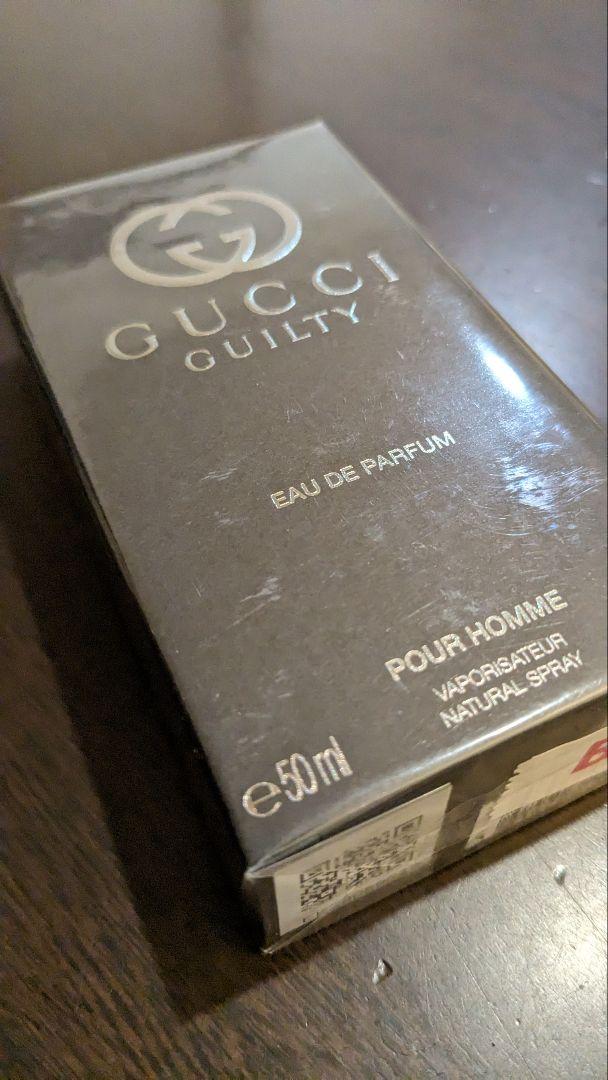 GUCCI
GUILTY
EAU DE PARFUM
POUR HOMME
VAPORISATEUR
NATURAL SPRAY
e50ml